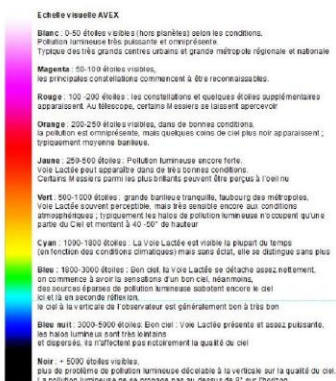 Echelle visuelle AVEX
Blanc : 0-50 étoiles visibles (hors planètes) selon les conditions.
Pollution lumineuse très puissante et omniprésente.
Typique des très grands centres urbains et grande métropole régionale et nationale
Magenta : 50-100 étoiles visibles,
les principales constellations commencent à être reconnaissables.
Rouge : 100 -200 étoiles : les constellations et quelques étoiles supplémentaires
apparaissent. Au télescope, certains Messiers se laissent apercevoir
Orange : 200-250 étoiles visibles, dans de bonnes conditions,
la pollution est omniprésente, mais quelques coins de ciel plus noir apparaissent ;
typiquement moyenne banlieue.
Jaune : 250-500 étoiles : Pollution lumineuse encore forte.
Voie Lactée peut apparaître dans de très bonnes conditions.
Certains Messiers parmi les plus brillants peuvent être perçus à l'oeil nu
Vert : 500-1000 étoiles : grande banlieue tranquille, faubourg des métropoles,
Voie Lactée souvent perceptible, mais très sensible encore aux conditions
atmosphériques ; typiquement les halos de pollution lumineuse n'occupent qu'une
partie du Ciel et montent à 40 -50° de hauteur
Cyan : 1000-1800 étoiles : La Voie Lactée est visible la plupart du temps
(en fonction des conditions climatiques) mais sans éclat, elle se distingue sans plus
Bleu : 1800-3000 étoiles : Bon ciel, la Voie Lactée se détache assez nettement,
on commence à avoir la sensations d'un bon ciel, néanmoins,
des sources éparses de pollution lumineuse sabotent encore le ciel
ici et là en seconde réflexion,
le ciel à la verticale de l'observateur est généralement bon à très bon
Bleu nuit : 3000-5000 étoiles: Bon ciel : Voie Lactée présente et assez puissante,
les halos lumineux sont très lointains
et dispersés, ils n'affectent pas notoirement la qualité du ciel
Noir : + 5000 étoiles visibles,
plus de problème de pollution lumineuse décelable à la verticale sur la qualité du ciel.
La pollution lumineuse ne se propage pas au dessus de 8° sur l'horizon